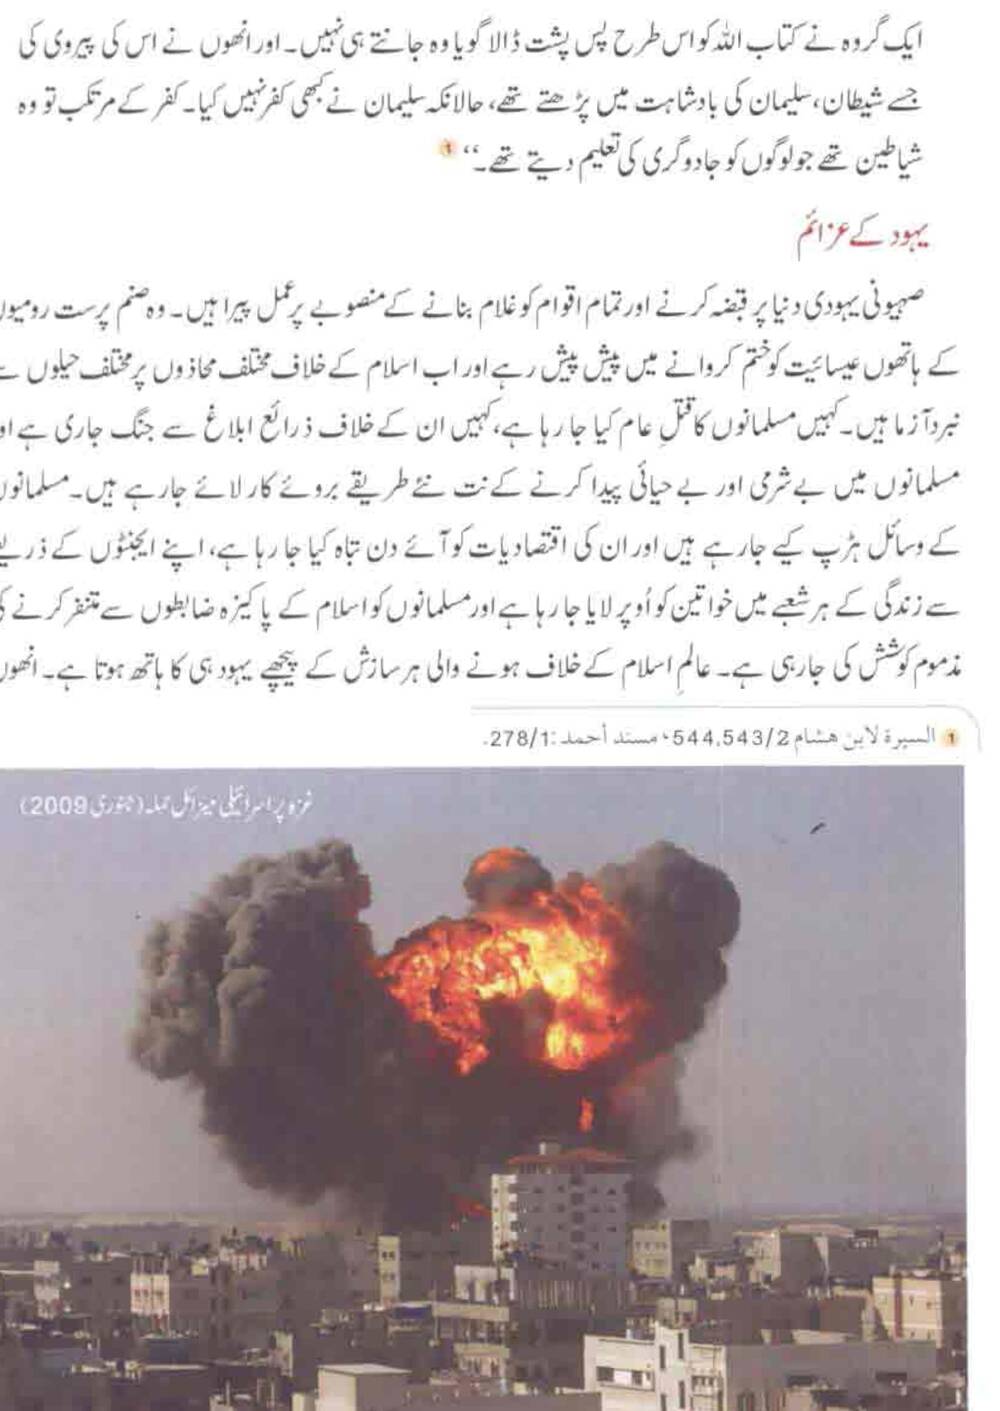 ایک گروہ نے کتاب اللہ کو اس طرح پس پشت ڈالا گویا وہ جانتے ہی نہیں۔ اور انھوں نے اس کی پیروی کی
جسے شیطان، سلیمان کی بادشاہت میں پڑھتے تھے، حالانکہ سلیمان نے کبھی کفر نہیں کیا۔ کفر کے مرتکب تو وہ
شیاطین تھے جو لوگوں کو جادوگری کی تعلیم دیتے تھے۔‘‘ 1
یہود کے عزائم
صہیونی یہودی دنیا پر قبضہ کرنے اور تمام اقوام کو غلام بنانے کے منصوبے پر عمل پیرا ہیں۔ وہ صنم پرست رومیوں
کے ہاتھوں عیسائیت کو ختم کروانے میں پیش پیش رہے اور اب اسلام کے خلاف مختلف محاذوں پر مختلف حیلوں سے
نبرد آزما ہیں۔ کہیں مسلمانوں کا قتلِ عام کیا جا رہا ہے، کہیں ان کے خلاف ذرائع ابلاغ سے جنگ جاری ہے اور
مسلمانوں میں بے شرمی اور بے حیائی پیدا کرنے کے نت نئے طریقے بروئے کار لائے جارہے ہیں۔ مسلمانوں
کے وسائل ہڑپ کیے جارہے ہیں اور ان کی اقتصادیات کو آئے دن تباہ کیا جا رہا ہے، اپنے ایجنٹوں کے ذریعے
سے زندگی کے ہر شعبے میں خواتین کو اُوپر لایا جا رہا ہے اور مسلمانوں کو اسلام کے پاکیزہ ضابطوں سے متنفر کرنے کی
مذموم کوشش کی جارہی ہے۔ عالمِ اسلام کے خلاف ہونے والی ہر سازش کے پیچھے یہود ہی کا ہاتھ ہوتا ہے۔ انھوں
1 السيرة لابن هشام 544,543/2، مسند أحمد: 278/1.
غزہ پر اسرائیلی میزائل حملہ (جنوری 2009)